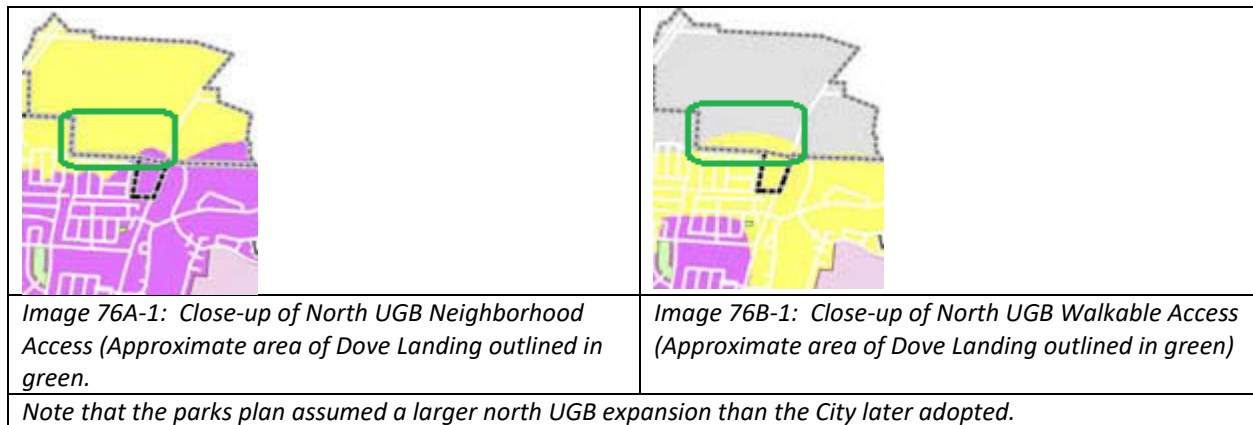 Image 76A-1: Close-up of North UGB Neighborhood
Access (Approximate area of Dove Landing outlined in
green.
Image 76B-1: Close-up of North UGB Walkable Access
(Approximate area of Dove Landing outlined in green)
Note that the parks plan assumed a larger north UGB expansion than the City later adopted.